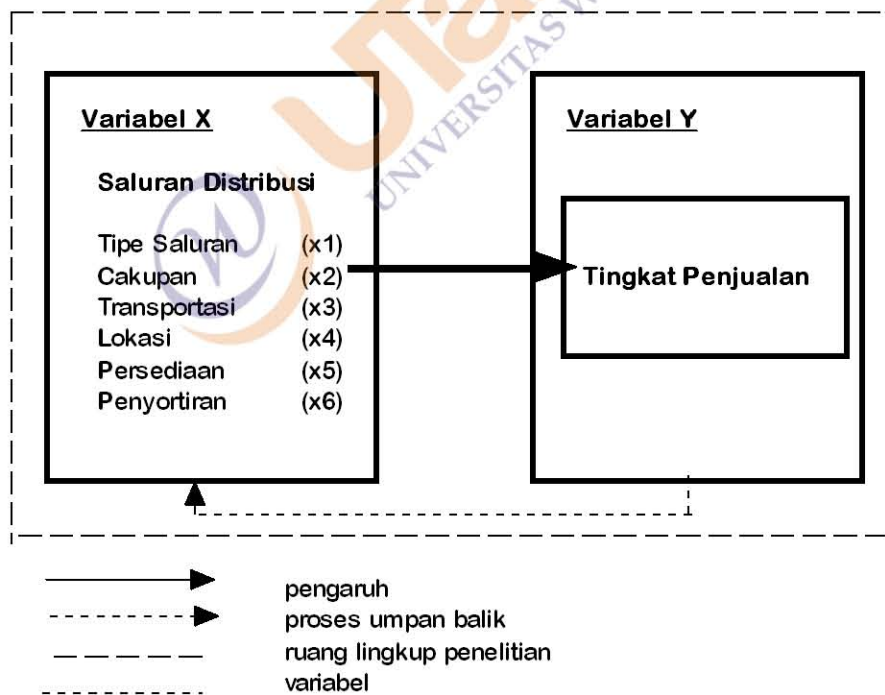 Variabel X
Saluran Distribusi
Tipe Saluran (x1)
Cakupan (x2)
Transportasi (x3)
Lokasi (x4)
Persediaan (x5)
Penyortiran (x6)
Variabel Y
Tingkat Penjualan
pengaruh
proses umpan balik
ruang lingkup penelitian
variabel
UNIVERSITAS